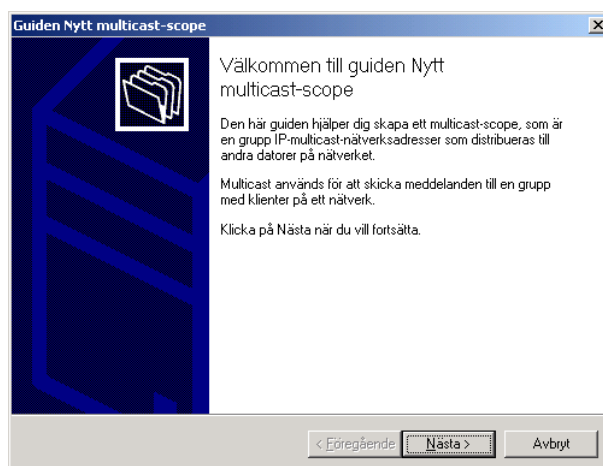 Guiden Nytt multicast-scope
Välkommen till guiden Nytt
multicast-scope
Den här guiden hjälper dig skapa ett multicast-scope, som är
en grupp IP-multicast-nätverksadresser som distribueras till
andra datorer på nätverket.
Multicast används för att skicka meddelanden till en grupp
med klienter på ett nätverk.
Klicka på Nästa när du vill fortsätta.
< Föregående Nästa > Avbryt